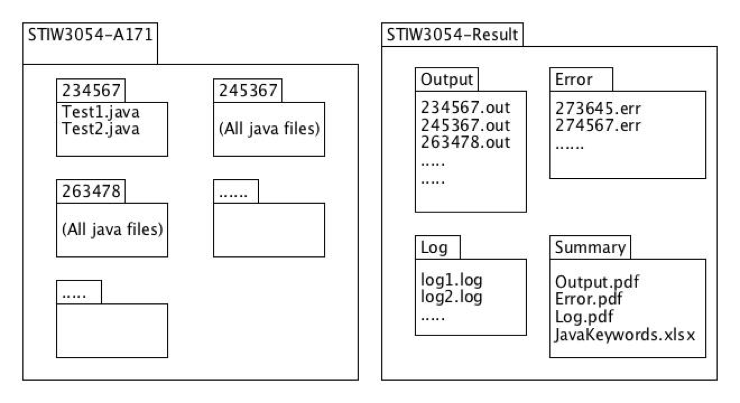 STIW3054-A171
234567
Test1.java
Test2.java
245367
(All java files)
263478
(All java files)
......
.....
STIW3054-Result
Output
234567.out
245367.out
263478.out
.....
.....
Error
273645.err
274567.err
......
Log
log1.log
log2.log
.....
Summary
Output.pdf
Error.pdf
Log.pdf
JavaKeywords.xlsx